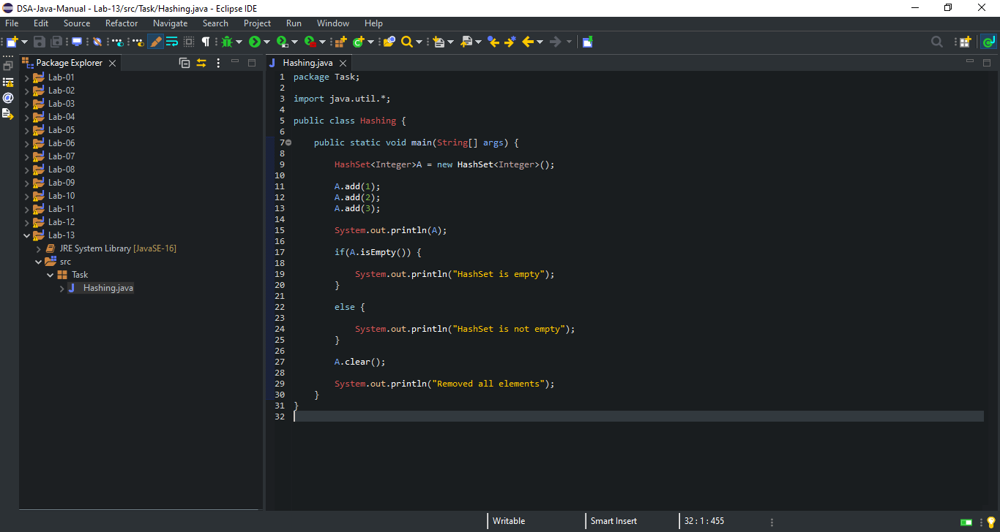 DSA-Java-Manual - Lab-13/src/Task/Hashing.java - Eclipse IDE
File Edit Source Refactor Navigate Search Project Run Window Help
Package Explorer
Lab-01
Lab-02
Lab-03
Lab-04
Lab-05
Lab-06
Lab-07
Lab-08
Lab-09
Lab-10
Lab-11
Lab-12
Lab-13
JRE System Library [JavaSE-16]
src
Task
Hashing.java
Hashing.java
1 package Task;
2
3 import java.util.*;
4
5 public class Hashing {
6
7 public static void main(String[] args) {
8
9 HashSet<Integer>A = new HashSet<Integer>();
10
11 A.add(1);
12 A.add(2);
13 A.add(3);
14
15 System.out.println(A);
16
17 if(A.isEmpty()) {
18
19 System.out.println("HashSet is empty");
20 }
21
22 else {
23
24 System.out.println("HashSet is not empty");
25 }
26
27 A.clear();
28
29 System.out.println("Removed all elements");
30 }
31 }
32
Writable Smart Insert 32 : 1 : 455